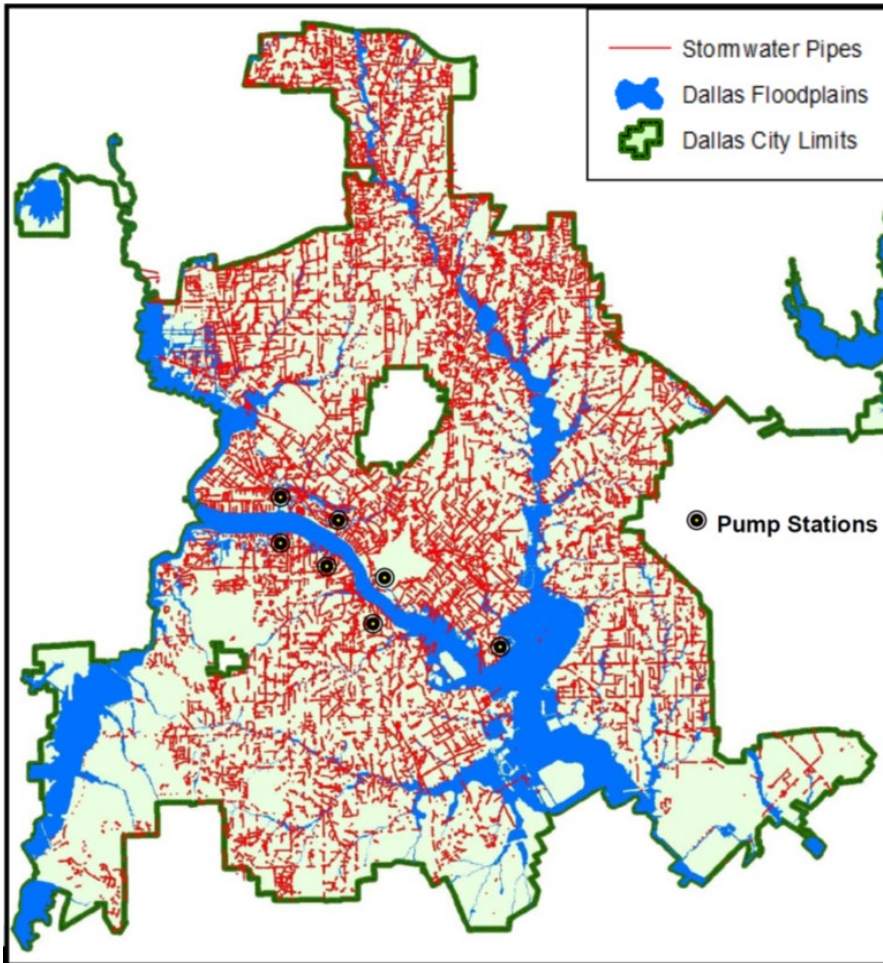 Stormwater Pipes
Dallas Floodplains
Dallas City Limits
Pump Stations